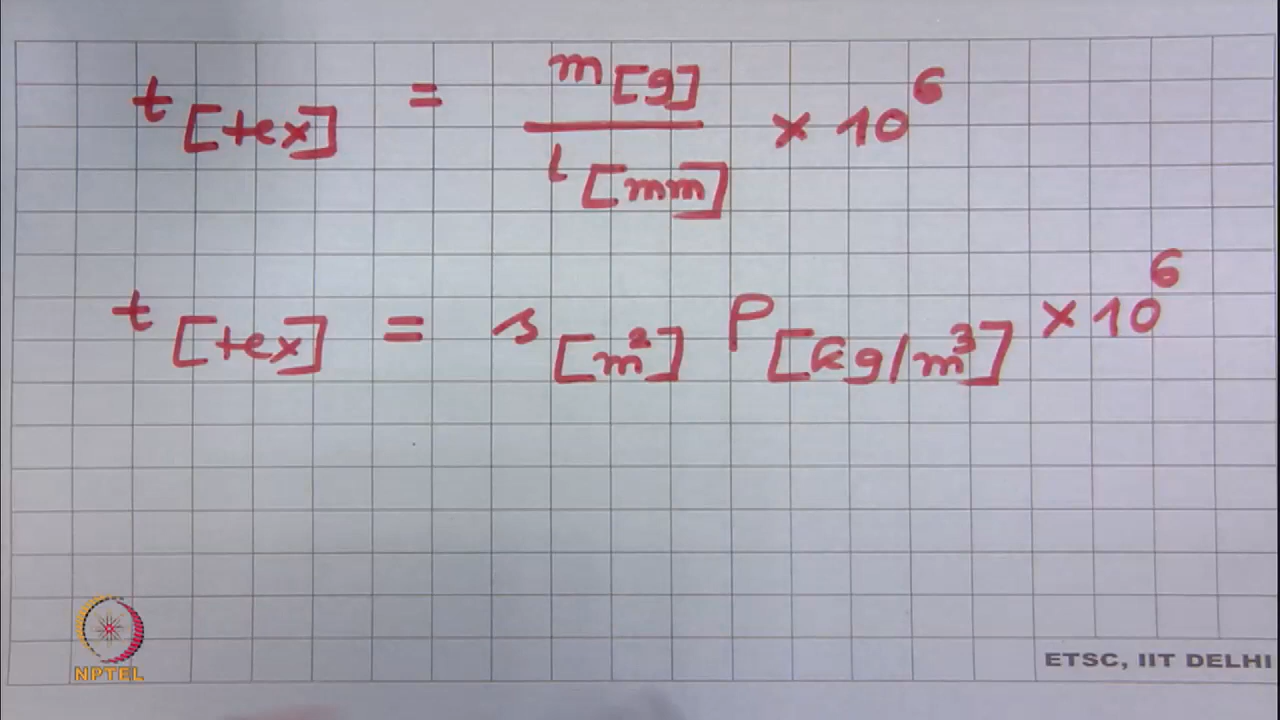 t [tex] = m [g] / l [mm] × 10^6
t [tex] = s [m²] ρ [kg/m³] × 10^6
NPTEL
ETSC, IIT DELHI